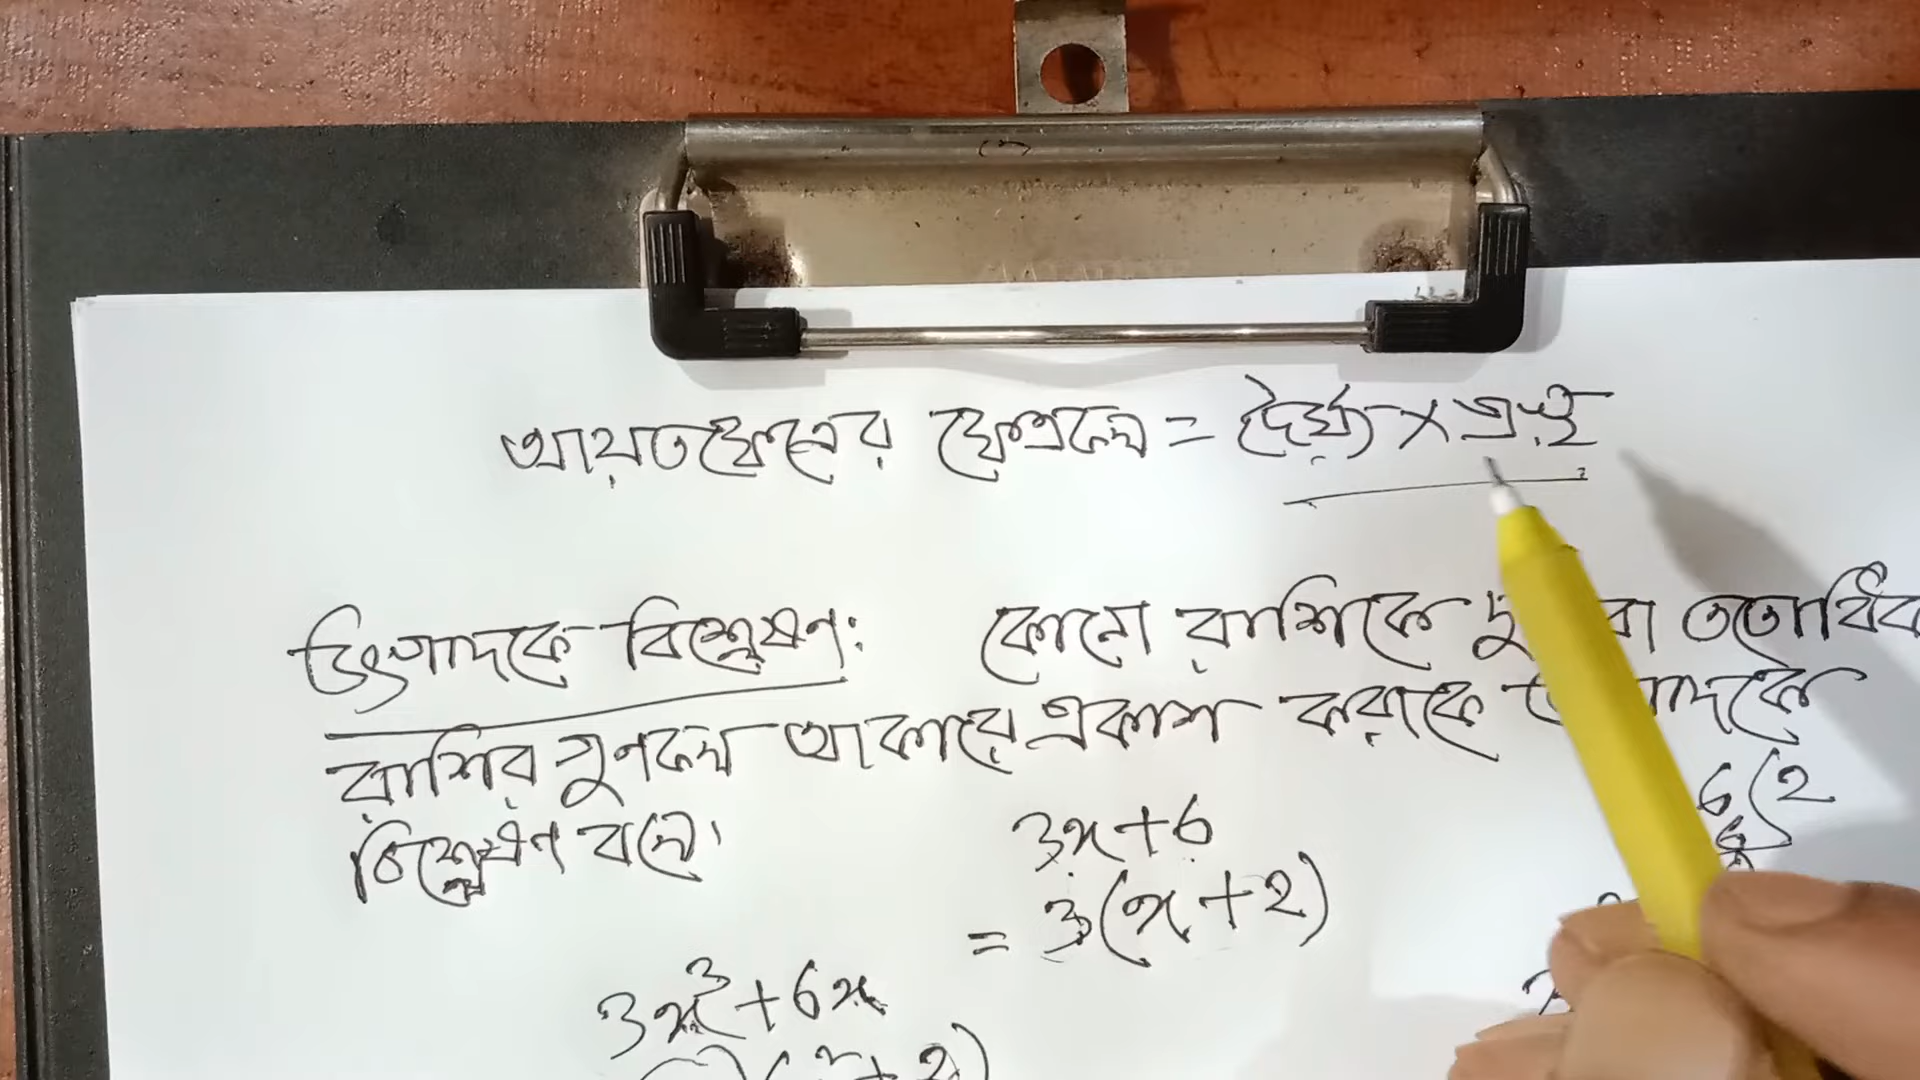 আয়তক্ষেত্রের ক্ষেত্রফল = দৈর্ঘ্য × প্রস্থ
উৎপাদকে বিশ্লেষণ: কোনো রাশিকে দু বা ততোধিক
রাশির গুণফল আকারে প্রকাশ করাকে উৎপাদকে
বিশ্লেষণ বলে।
3x+6
= 3(x+2)
3x³+6x